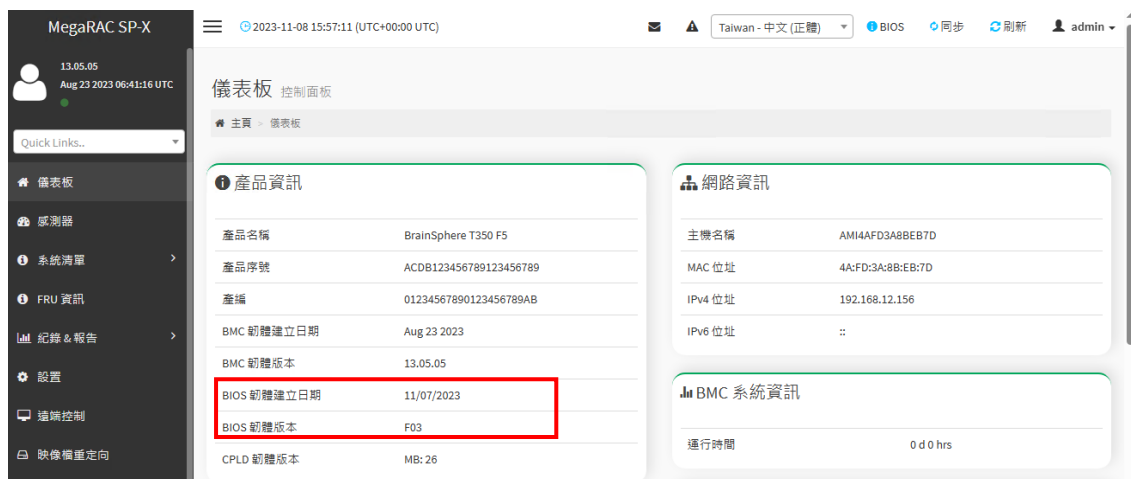 MegaRAC SP-X
2023-11-08 15:57:11 (UTC+00:00 UTC)
Taiwan - 中文 (正體)
BIOS
同步
刷新
admin
13.05.05
Aug 23 2023 06:41:16 UTC
Quick Links..
儀表板
感測器
系統清單
FRU 資訊
紀錄 & 報告
設置
遠端控制
映像檔重定向
儀表板 控制面板
主頁 > 儀表板
產品資訊
產品名稱 BrainSphere T350 F5
產品序號 ACDB123456789123456789
產編 01234567890123456789AB
BMC 韌體建立日期 Aug 23 2023
BMC 韌體版本 13.05.05
BIOS 韌體建立日期 11/07/2023
BIOS 韌體版本 F03
CPLD 韌體版本 MB: 26
網路資訊
主機名稱 AMI4AFD3A8BEB7D
MAC 位址 4A:FD:3A:8B:EB:7D
IPv4 位址 192.168.12.156
IPv6 位址 ::
BMC 系統資訊
運行時間 0 d 0 hrs